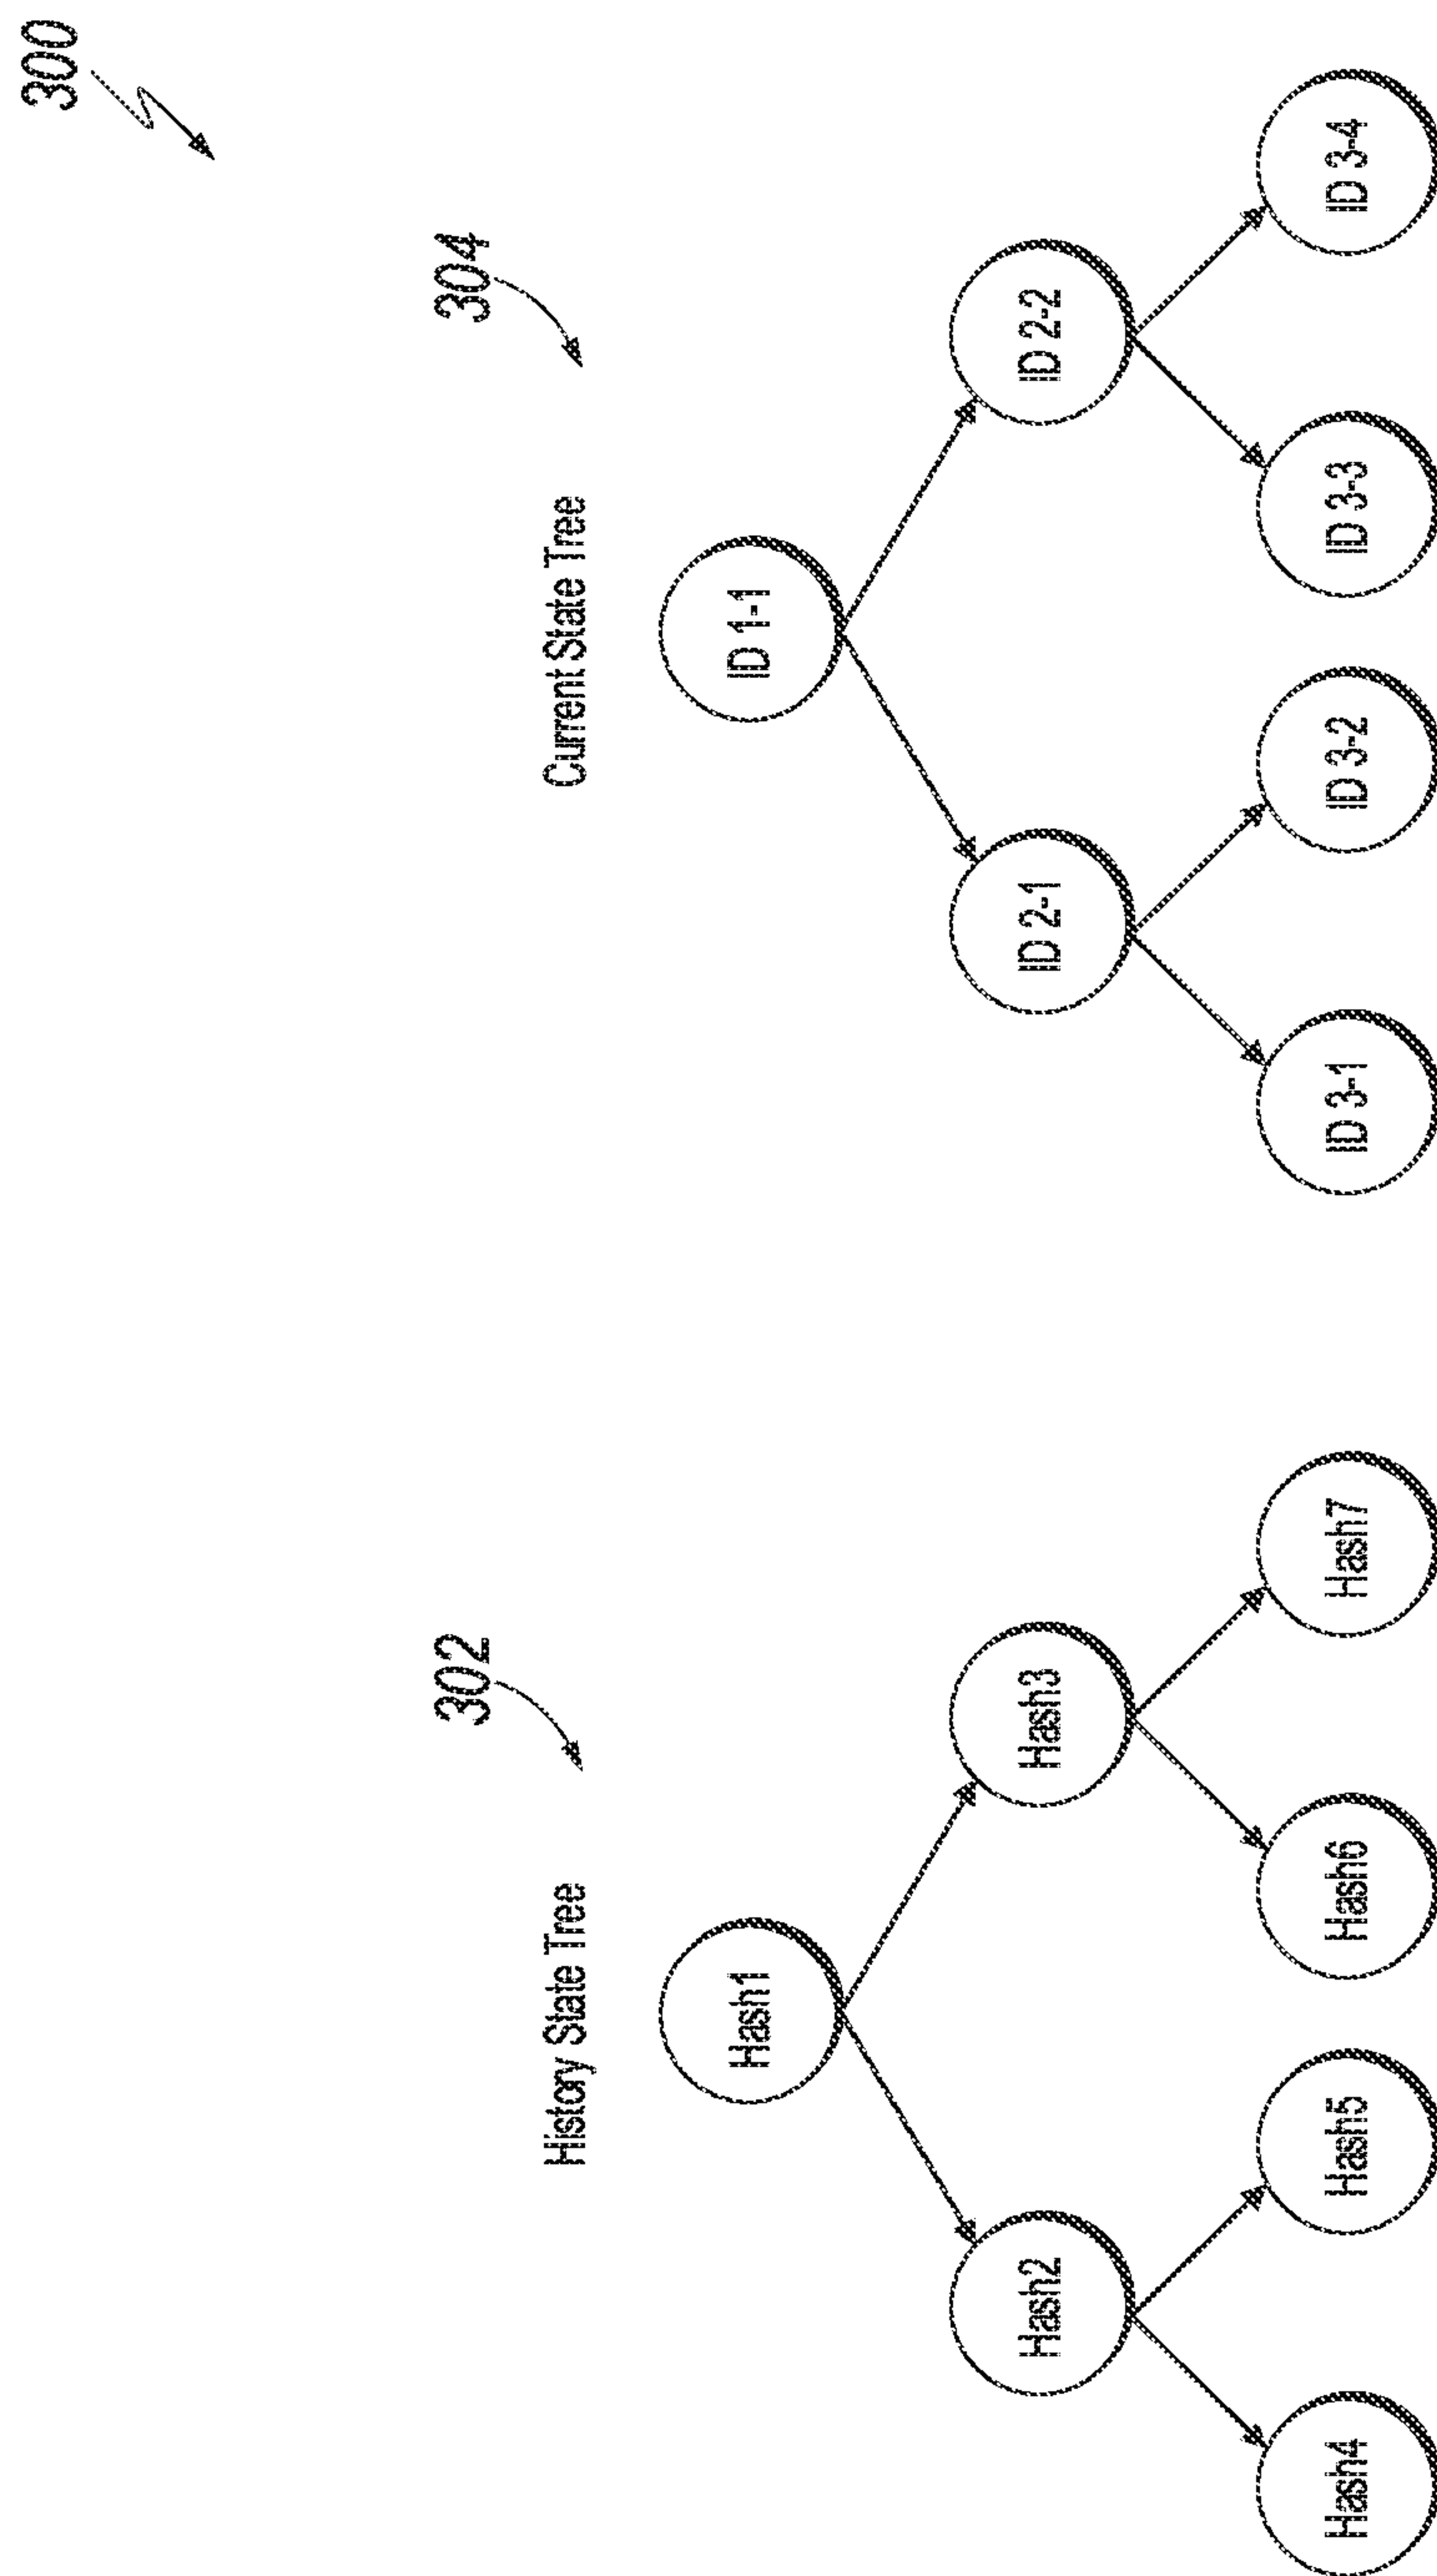 300
302
304
History State Tree
Current State Tree
Hash1
ID 1-1
Hash2
Hash3
ID 2-1
ID 2-2
Hash4
Hash5
Hash6
Hash7
ID 3-1
ID 3-2
ID 3-3
ID 3-4